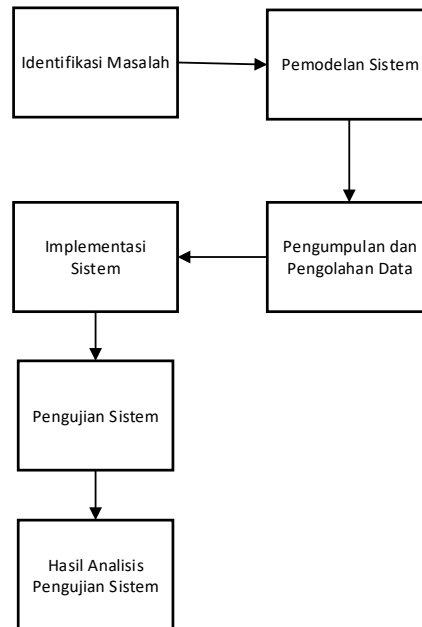 Identifikasi Masalah
Pemodelan Sistem
Pengumpulan dan
Pengolahan Data
Implementasi
Sistem
Pengujian Sistem
Hasil Analisis
Pengujian Sistem